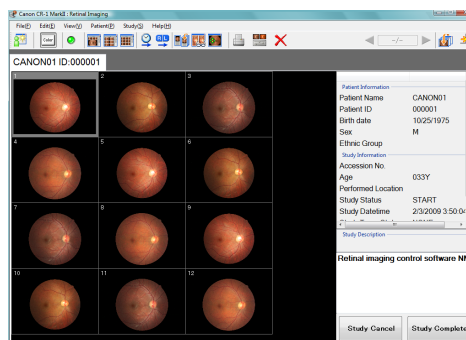 Canon CR-1 MarkII : Retinal Imaging
File(F) Edit(E) View(V) Patient(P) Study(S) Help(H)
Color
-/-
CANON01 ID:000001
1
2
3
4
5
6
7
8
9
10
11
12
Patient Information
Patient Name CANON01
Patient ID 000001
Birth date 10/25/1975
Sex M
Ethnic Group
Study Information
Accession No.
Age 033Y
Performed Location
Study Status START
Study Datetime 2/3/2009 3:50:04
Study Description
Retinal imaging control software NM
Study Cancel Study Complete